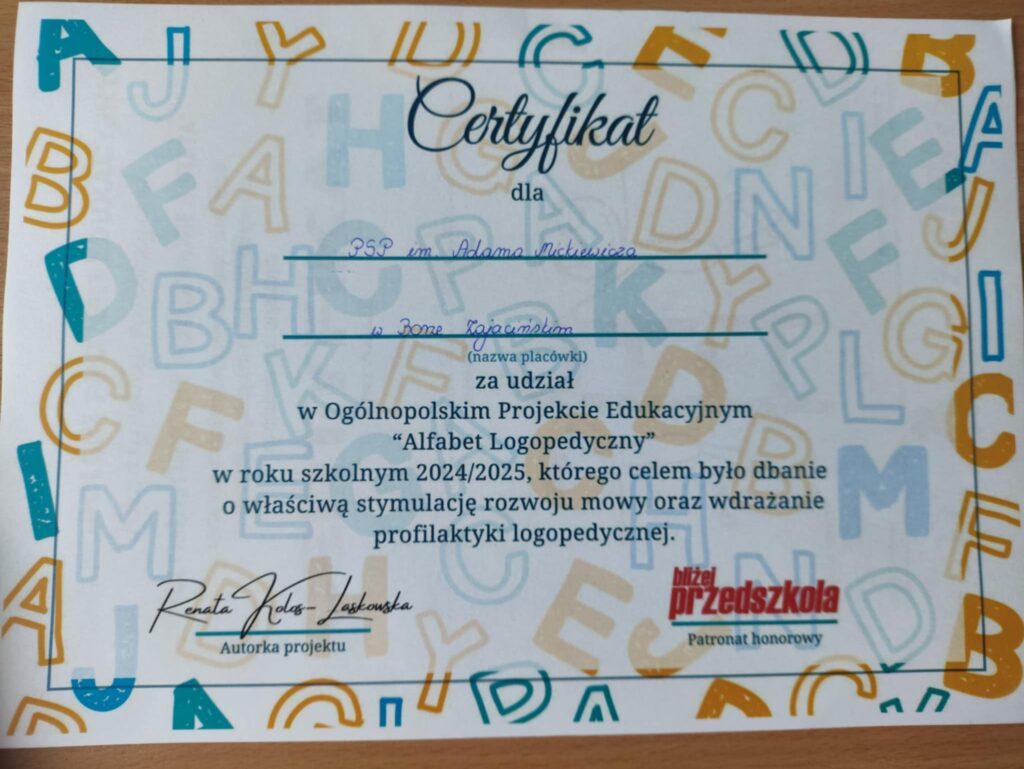 Certyfikat
dla
PSP im Adama Mickiewicza
w Borze Zajacińskim
(nazwa placówki)
za udział
w Ogólnopolskim Projekcie Edukacyjnym
“Alfabet Logopedyczny”
w roku szkolnym 2024/2025, którego celem było dbanie
o właściwą stymulację rozwoju mowy oraz wdrażanie
profilaktyki logopedycznej.
Renata Kolos-Laskowska
Autorka projektu
bliżej
przedszkola
Patronat honorowy